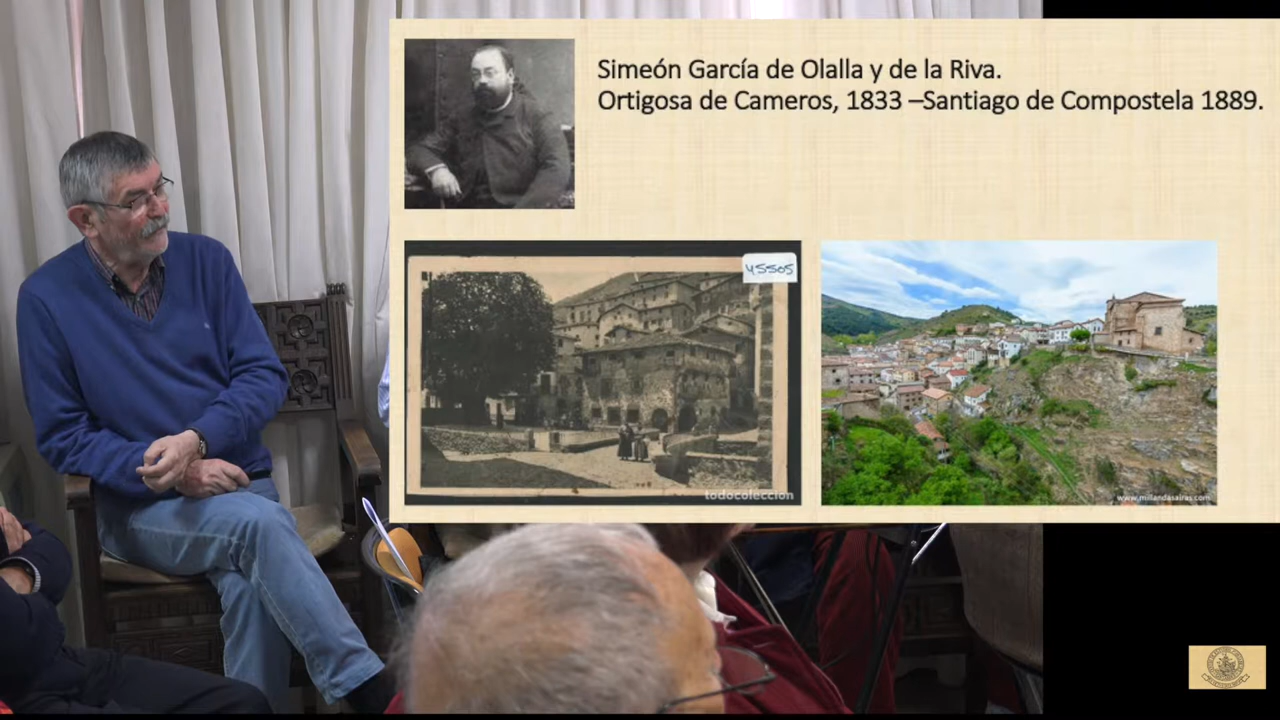 Simeón García de Olalla y de la Riva.
Ortigosa de Cameros, 1833 –Santiago de Compostela 1889.
45505
todocoleccion
www.millandasairas.com